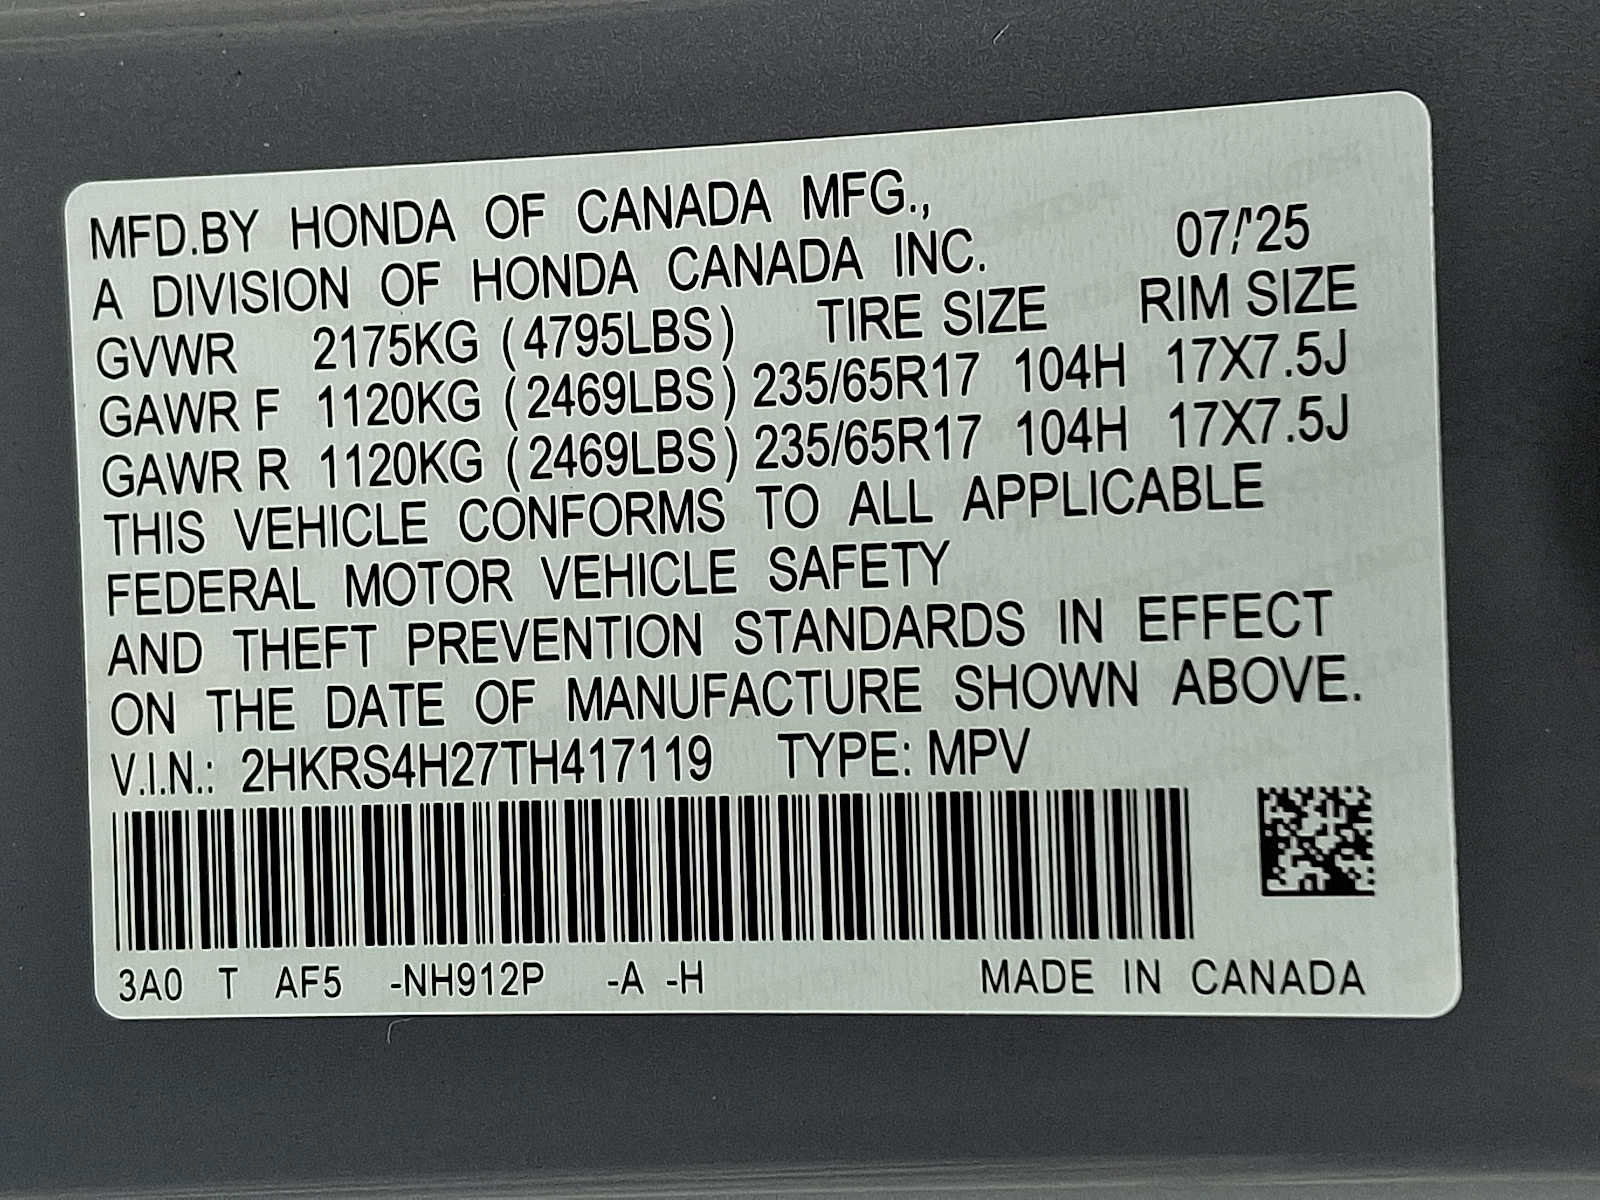 MFD.BY HONDA OF CANADA MFG.,
A DIVISION OF HONDA CANADA INC. 07/'25
GVWR 2175KG (4795LBS) TIRE SIZE RIM SIZE
GAWR F 1120KG (2469LBS) 235/65R17 104H 17X7.5J
GAWR R 1120KG (2469LBS) 235/65R17 104H 17X7.5J
THIS VEHICLE CONFORMS TO ALL APPLICABLE
FEDERAL MOTOR VEHICLE SAFETY
AND THEFT PREVENTION STANDARDS IN EFFECT
ON THE DATE OF MANUFACTURE SHOWN ABOVE.
V.I.N.: 2HKRS4H27TH417119 TYPE: MPV
3A0 T AF5 -NH912P -A -H MADE IN CANADA